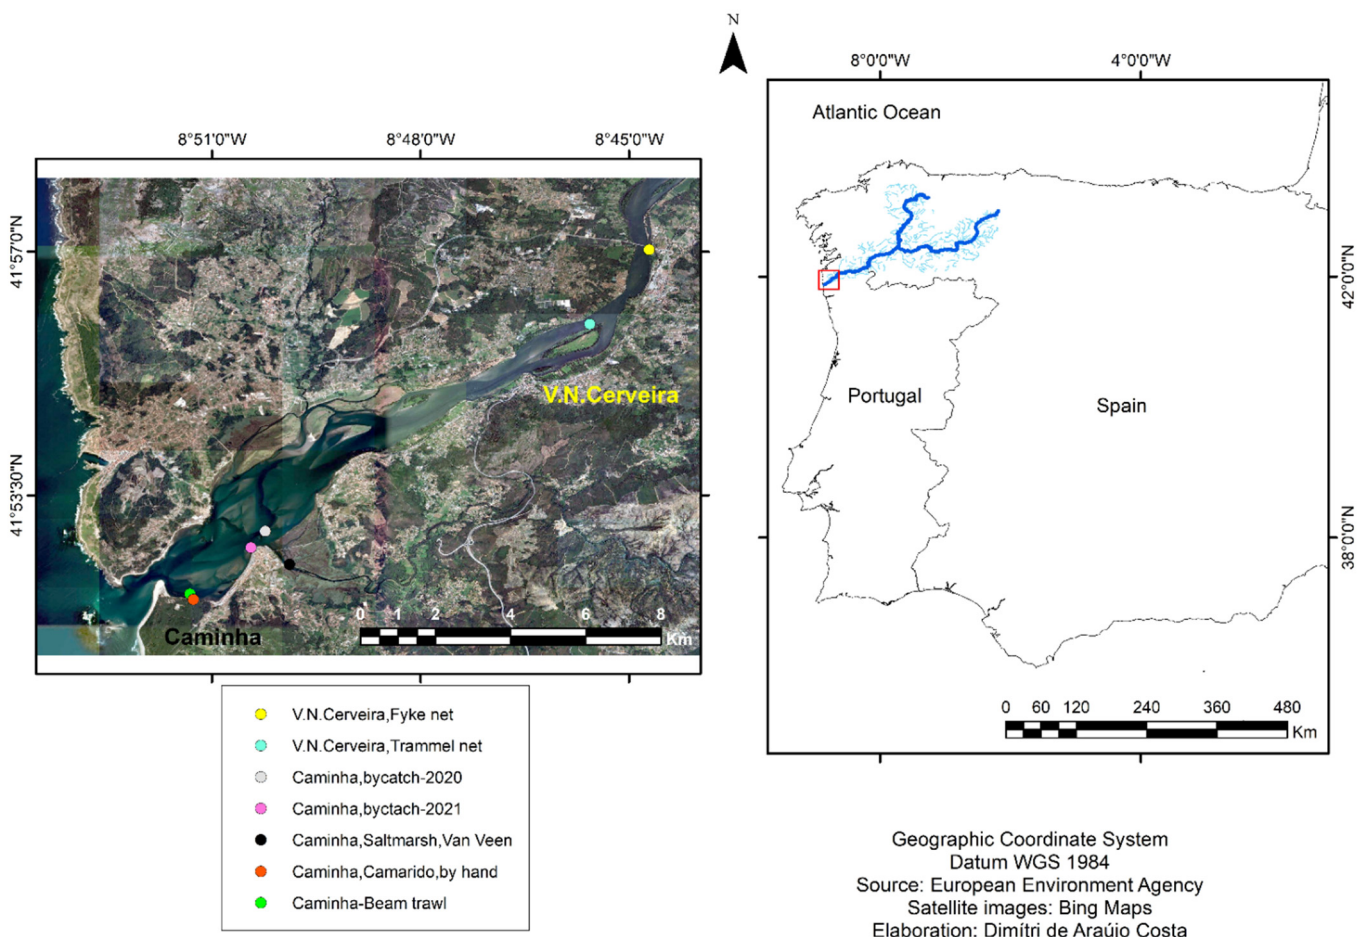 N
8°0'0"W
4°0'0"W
Atlantic Ocean
8°51'0"W
8°48'0"W
8°45'0"W
41°57'0"N
42°0'0"N
V.N.Cerveira
Portugal
Spain
41°53'30"N
38°0'0"N
Caminha
0 1 2 4 6 8
Km
0 60 120 240 360 480
Km
V.N.Cerveira,Fyke net
V.N.Cerveira,Trammel net
Caminha,bycatch-2020
Caminha,byctach-2021
Caminha,Saltmarsh,Van Veen
Caminha,Camarido,by hand
Caminha-Beam trawl
Geographic Coordinate System
Datum WGS 1984
Source: European Environment Agency
Satellite images: Bing Maps
Elaboration: Dimítri de Araújo Costa